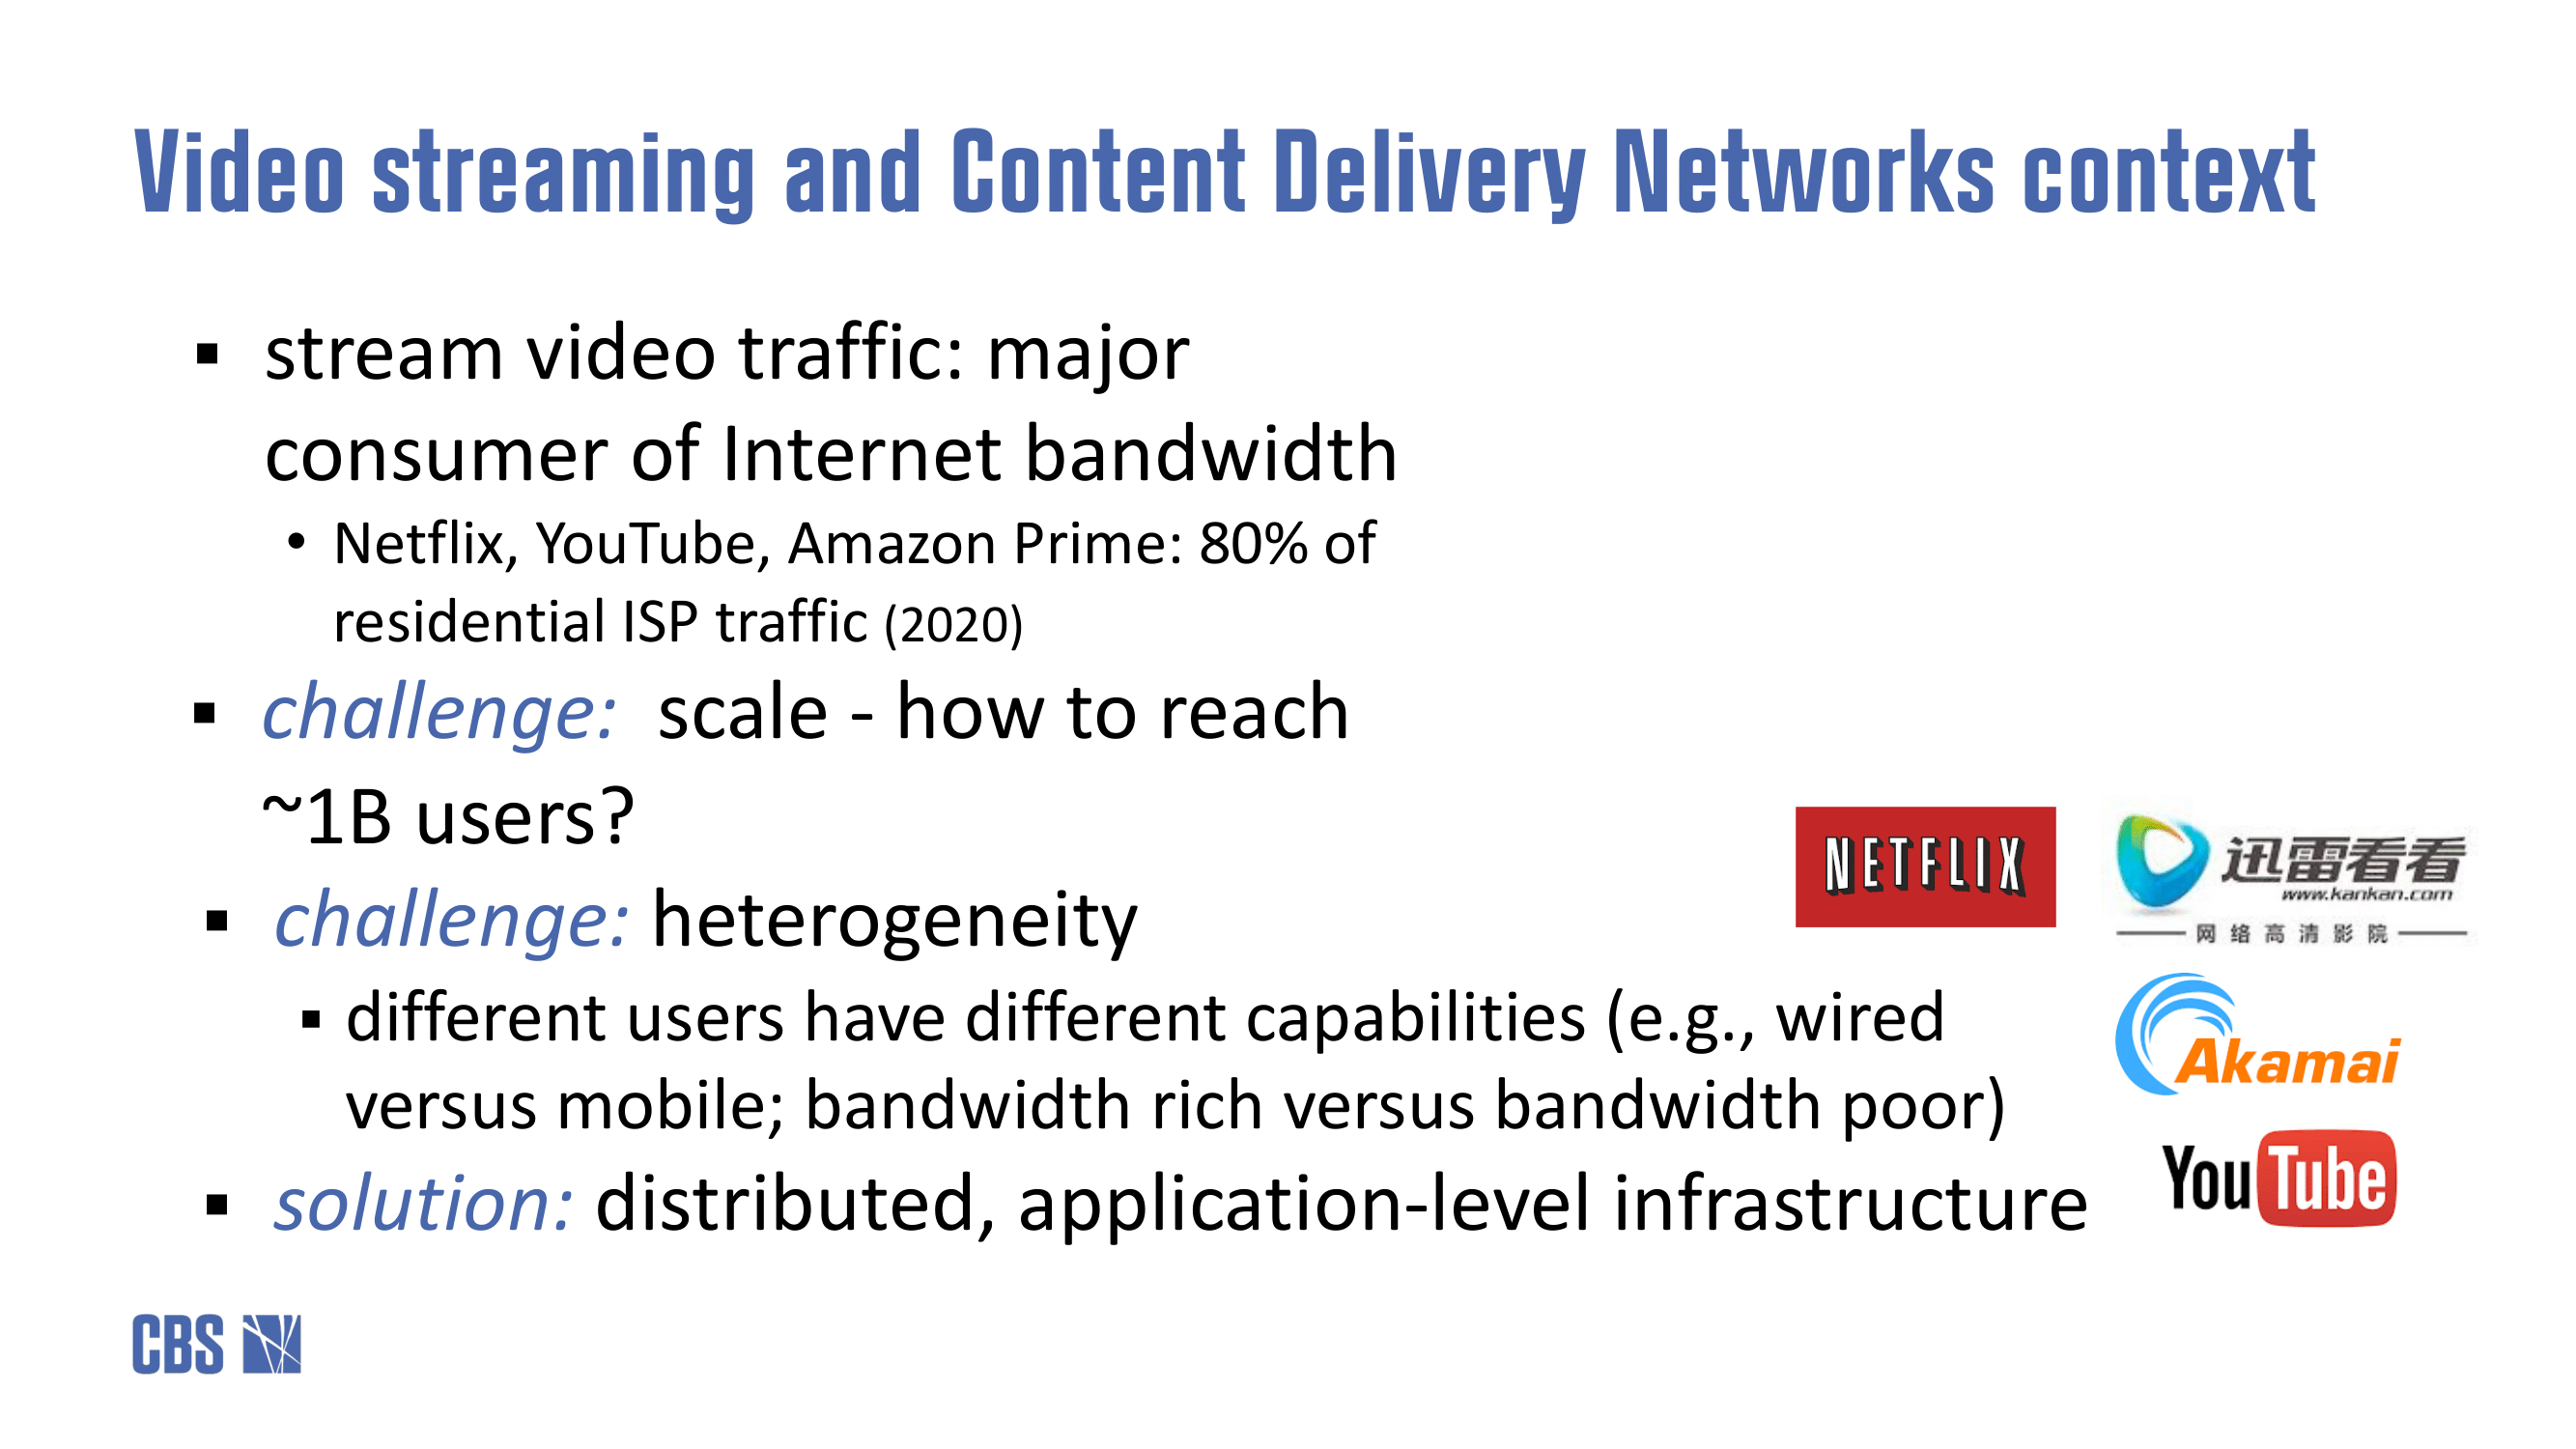 Video streaming and Content Delivery Networks context
▪ stream video traffic: major
consumer of Internet bandwidth
• Netflix, YouTube, Amazon Prime: 80% of
residential ISP traffic (2020)
▪ challenge: scale - how to reach
~1B users?
▪ challenge: heterogeneity
▪ different users have different capabilities (e.g., wired
versus mobile; bandwidth rich versus bandwidth poor)
▪ solution: distributed, application-level infrastructure
NETFLIX
迅雷看看
www.kankan.com
网络高清影院
Akamai
YouTube
CBS